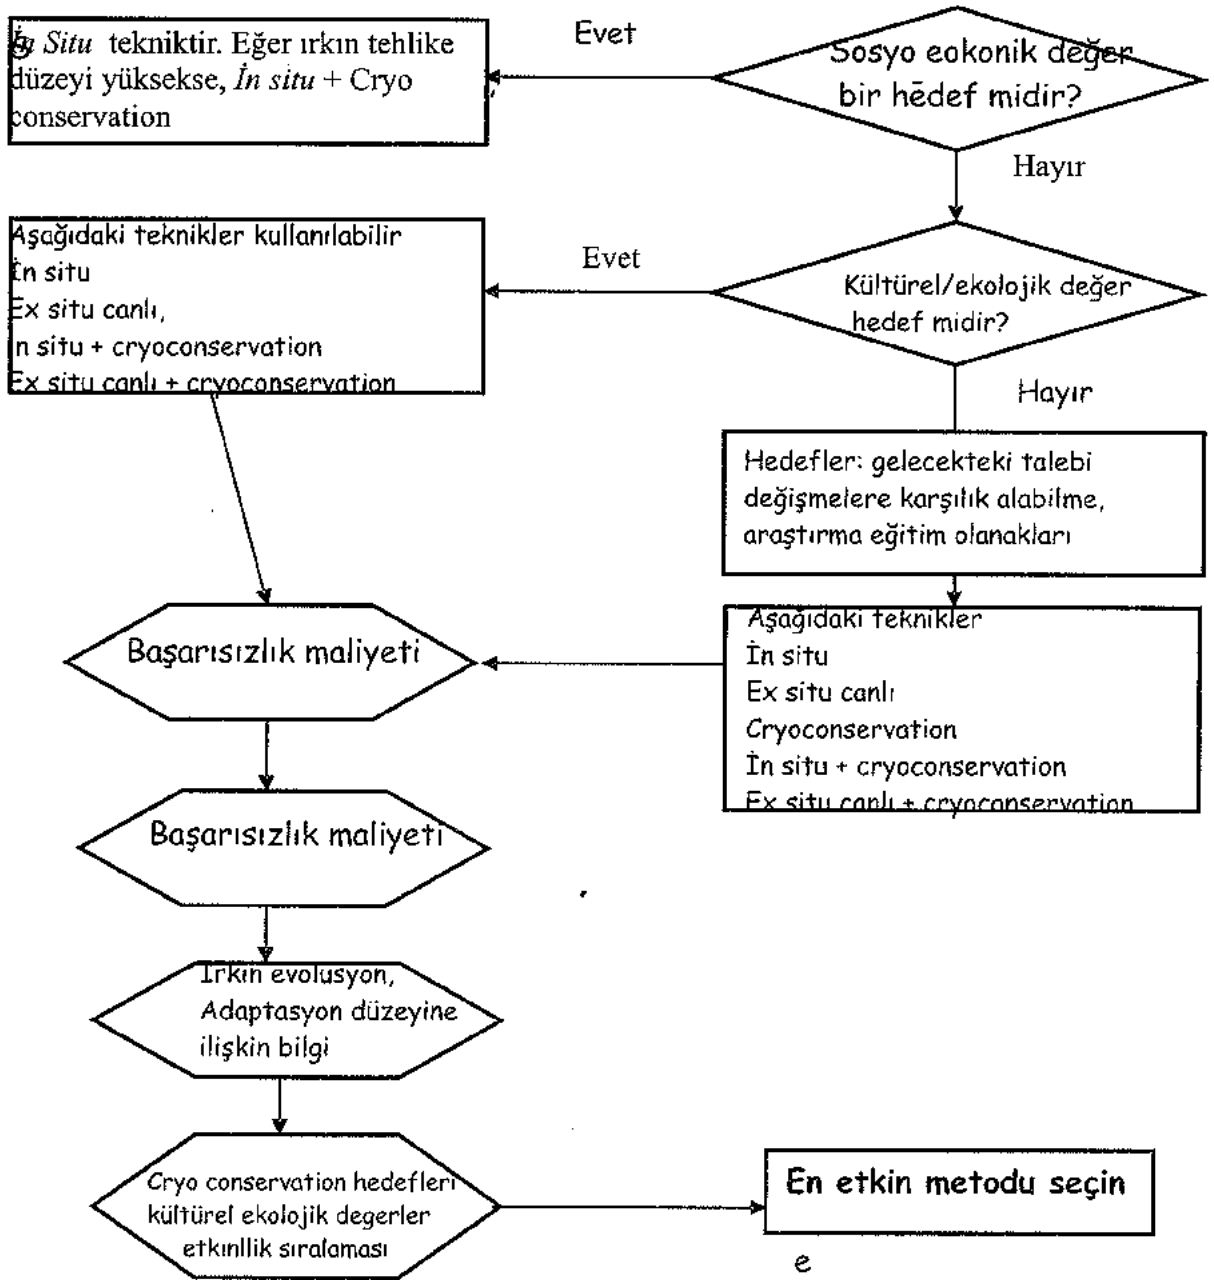 İn Situ tekniktir. Eğer ırkın tehlike
düzeyi yüksekse, İn situ + Cryo
conservation
Evet
Sosyo eokonik değer
bir hedef midir?
Hayır
Aşağıdaki teknikler kullanılabilir
İn situ
Ex situ canlı,
İn situ + cryoconservation
Ex situ canlı + cryoconservation
Evet
Kültürel/ekolojik değer
hedef midir?
Hayır
Hedefler: gelecekteki talebi
değişmelere karşılık alabilme,
araştırma eğitim olanakları
Aşağıdaki teknikler
İn situ
Ex situ canlı
Cryoconservation
İn situ + cryoconservation
Ex situ canlı + cryoconservation
Başarısızlık maliyeti
Başarısızlık maliyeti
Irkın evolusyon,
Adaptasyon düzeyine
ilişkin bilgi
Cryo conservation hedefleri
kültürel ekolojik degerler
etkinllik sıralaması
En etkin metodu seçin
e